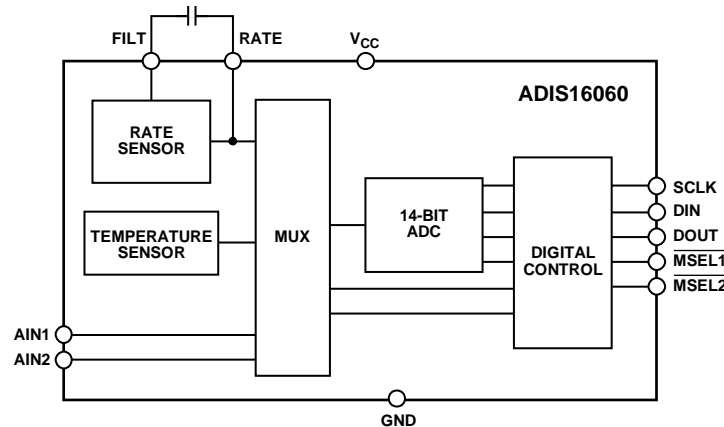 FILT
RATE
VCC
ADIS16060
RATE
SENSOR
TEMPERATURE
SENSOR
MUX
14-BIT
ADC
DIGITAL
CONTROL
SCLK
DIN
DOUT
MSEL1
MSEL2
AIN1
AIN2
GND